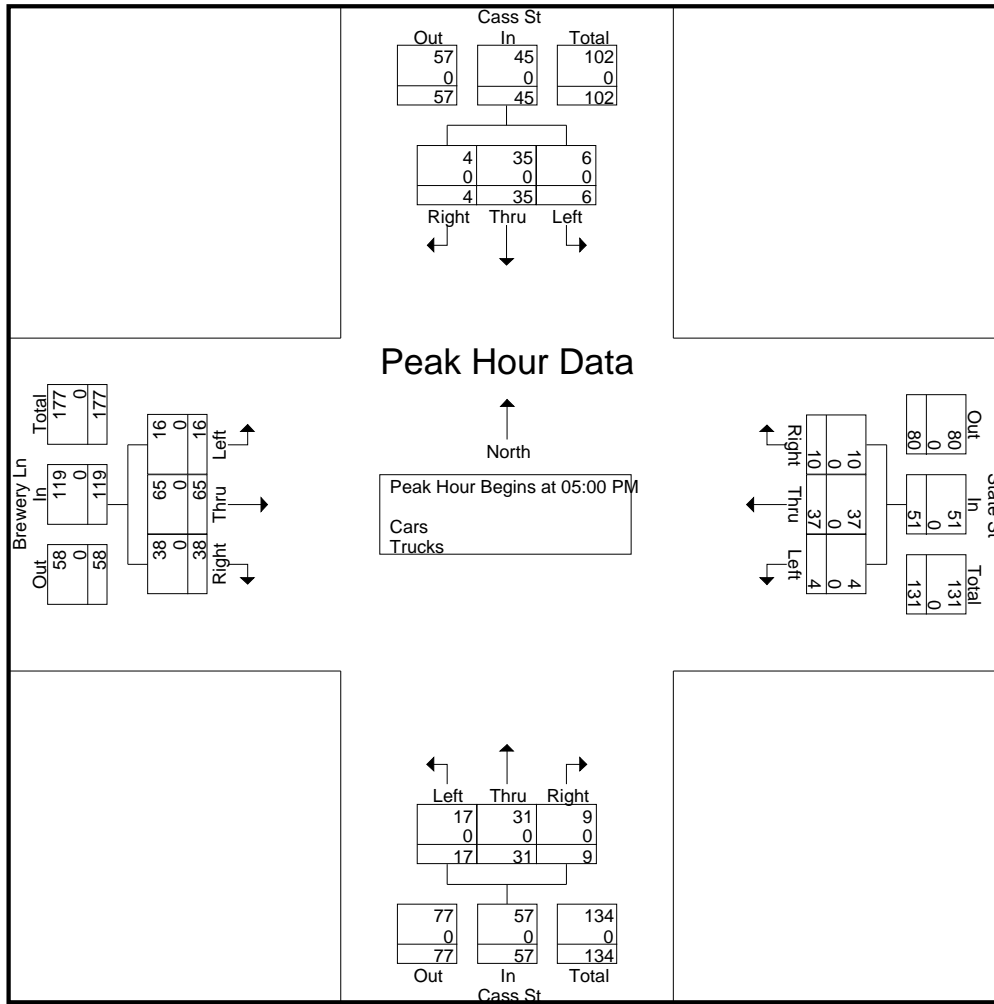 Cass St
Out In Total
57 45 102
0 0 0
57 45 102
4 35 6
0 0 0
4 35 6
Right Thru Left
Peak Hour Data
North
Peak Hour Begins at 05:00 PM
Cars
Trucks
Brewery Ln
Out In Total
58 119 177
0 0 0
58 119 177
Right Thru Left
38 65 16
0 0 0
38 65 16
State St
Out In Total
80 51 131
0 0 0
80 51 131
10 37 4
0 0 0
10 37 4
Right Thru Left
Left Thru Right
17 31 9
0 0 0
17 31 9
77 57 134
0 0 0
77 57 134
Out In Total
Cass St